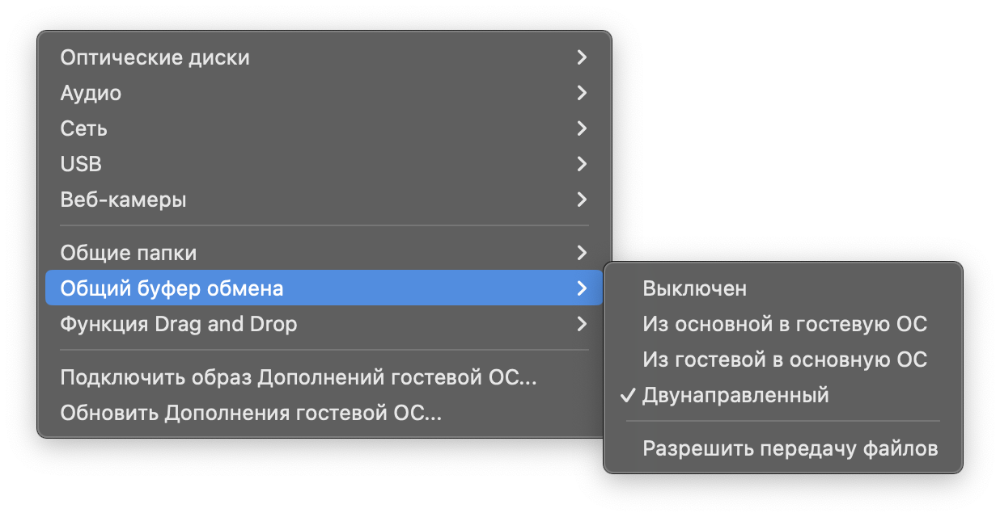 Оптические диски
Аудио
Сеть
USB
Веб-камеры
Общие папки
Общий буфер обмена
Функция Drag and Drop
Подключить образ Дополнений гостевой ОС...
Обновить Дополнения гостевой ОС...
Выключен
Из основной в гостевую ОС
Из гостевой в основную ОС
✓ Двунаправленный
Разрешить передачу файлов